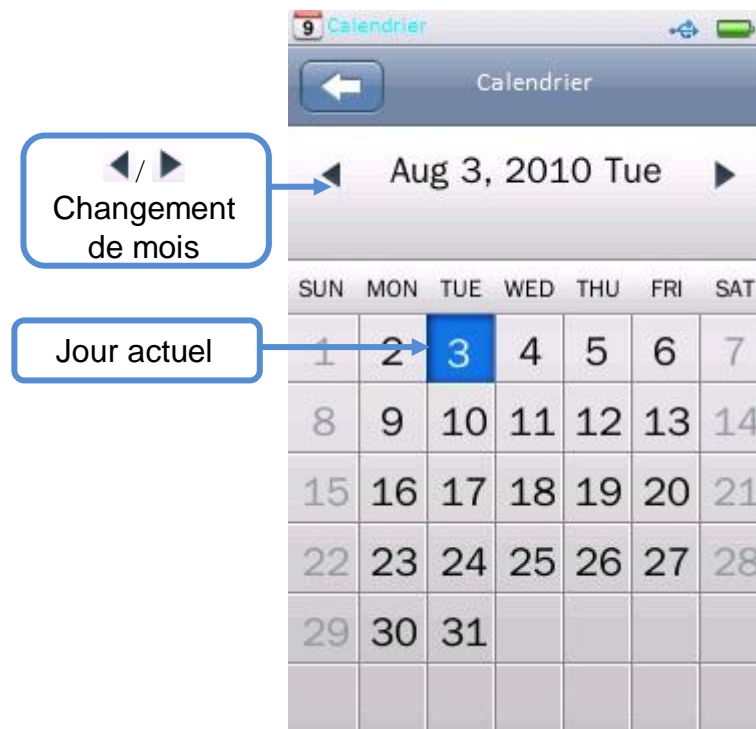 9 Calendrier
Calendrier
◀/ ▶
Changement
de mois
◀ Aug 3, 2010 Tue ▶
SUN MON TUE WED THU FRI SAT
Jour actuel
1 2 3 4 5 6 7
8 9 10 11 12 13 14
15 16 17 18 19 20 21
22 23 24 25 26 27 28
29 30 31